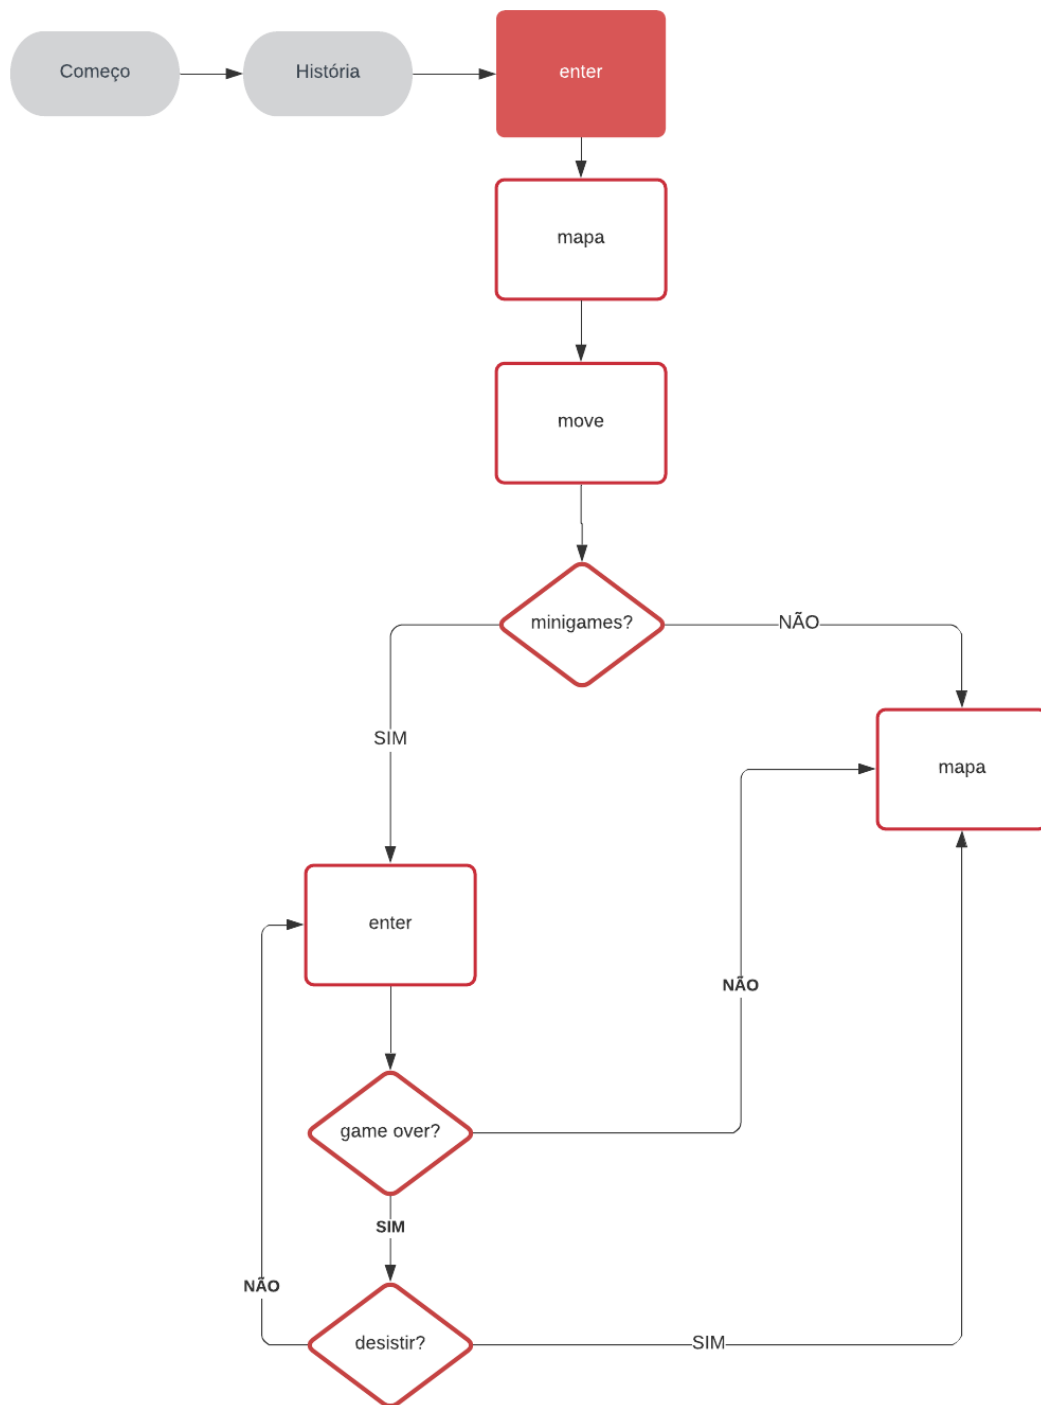 Começo
História
enter
mapa
move
minigames?
NÃO
SIM
mapa
enter
NÃO
game over?
SIM
NÃO
desistir?
SIM